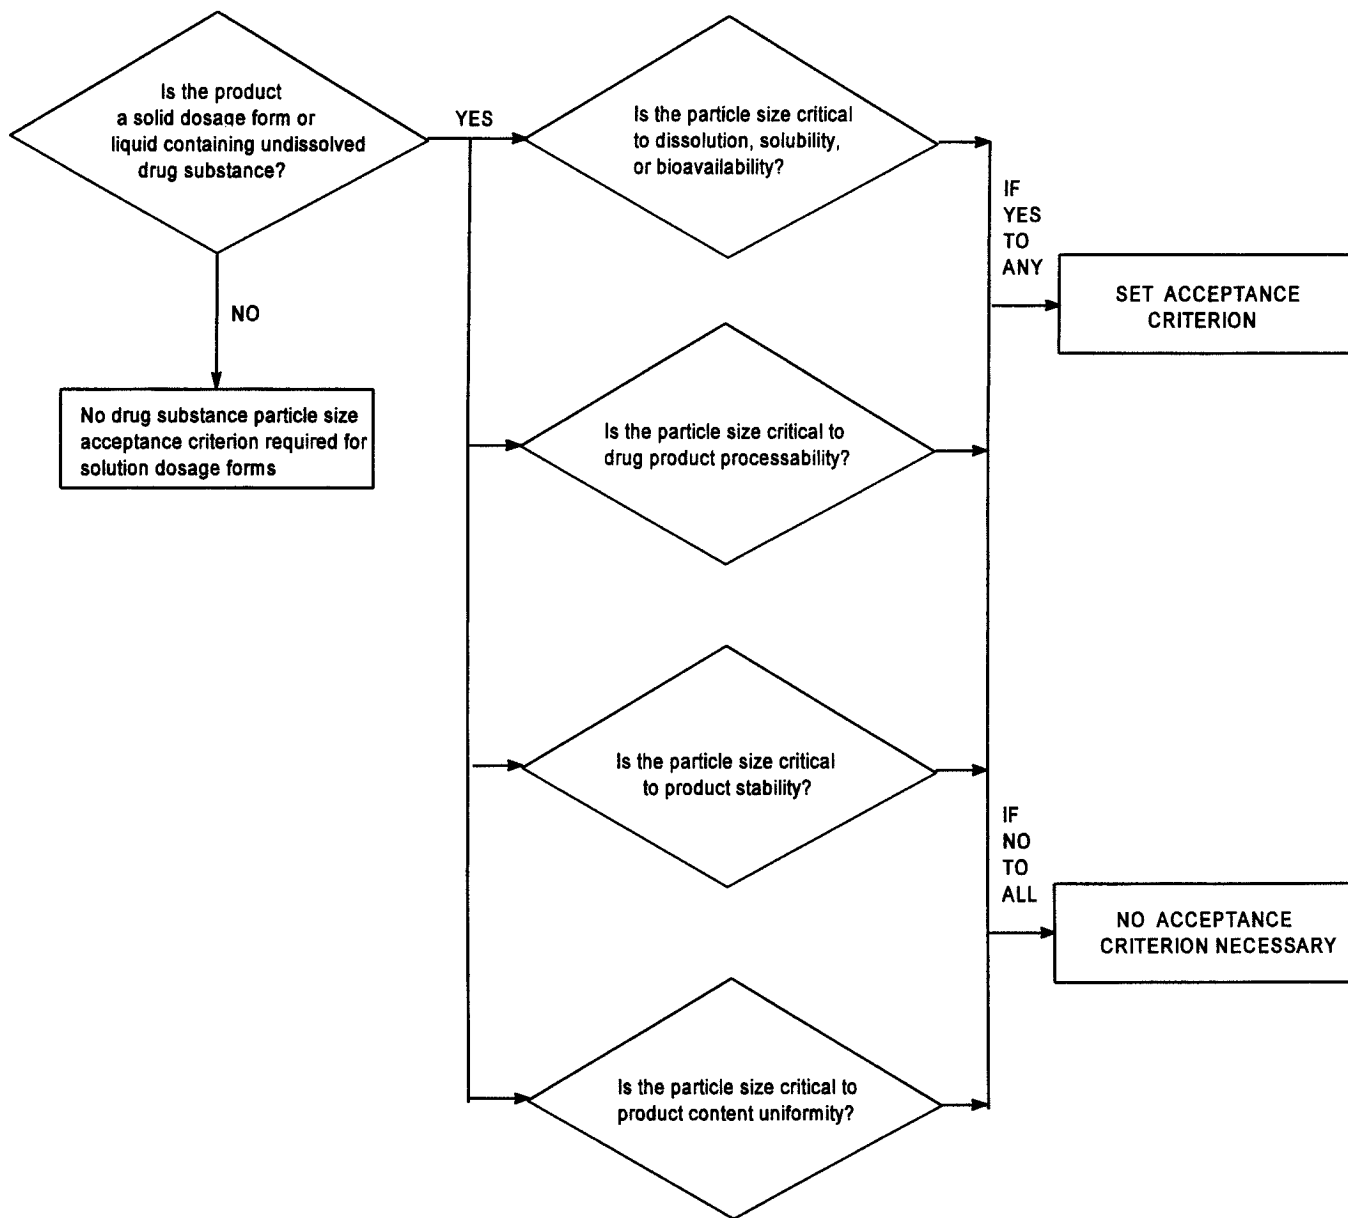 Is the product
a solid dosage form or
liquid containing undissolved
drug substance?
YES
Is the particle size critical
to dissolution, solubility,
or bioavailability?
IF
YES
TO
ANY
SET ACCEPTANCE
CRITERION
NO
No drug substance particle size
acceptance criterion required for
solution dosage forms
Is the particle size critical to
drug product processability?
Is the particle size critical
to product stability?
IF
NO
TO
ALL
NO ACCEPTANCE
CRITERION NECESSARY
Is the particle size critical to
product content uniformity?